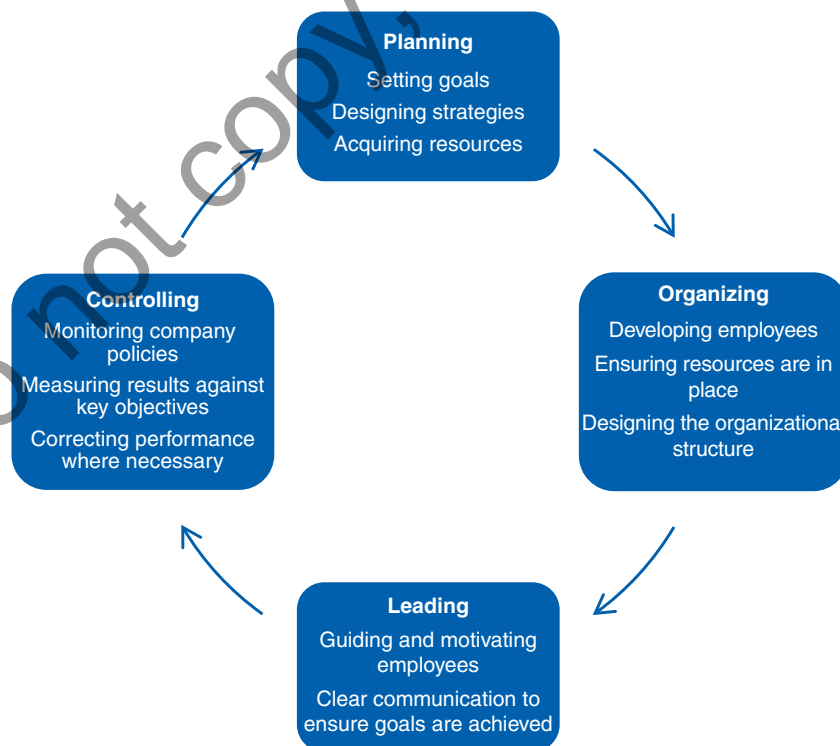 Planning
Setting goals
Designing strategies
Acquiring resources
Controlling
Monitoring company
policies
Measuring results against
key objectives
Correcting performance
where necessary
Organizing
Developing employees
Ensuring resources are in
place
Designing the organizationa
structure
Leading
Guiding and motivating
employees
Clear communication to
ensure goals are achieved
o not copy,